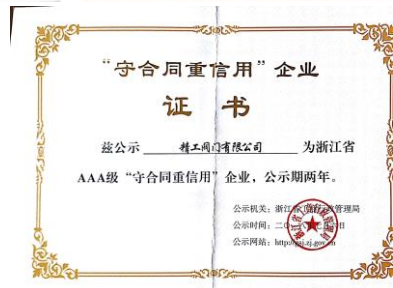 “守合同重信用”企业
证书
兹公示 精工阀门有限公司 为浙江省
AAA级“守合同重信用”企业，公示期两年。
公示机关：浙江 管理局
公示时间：二〇
公示网站：http://